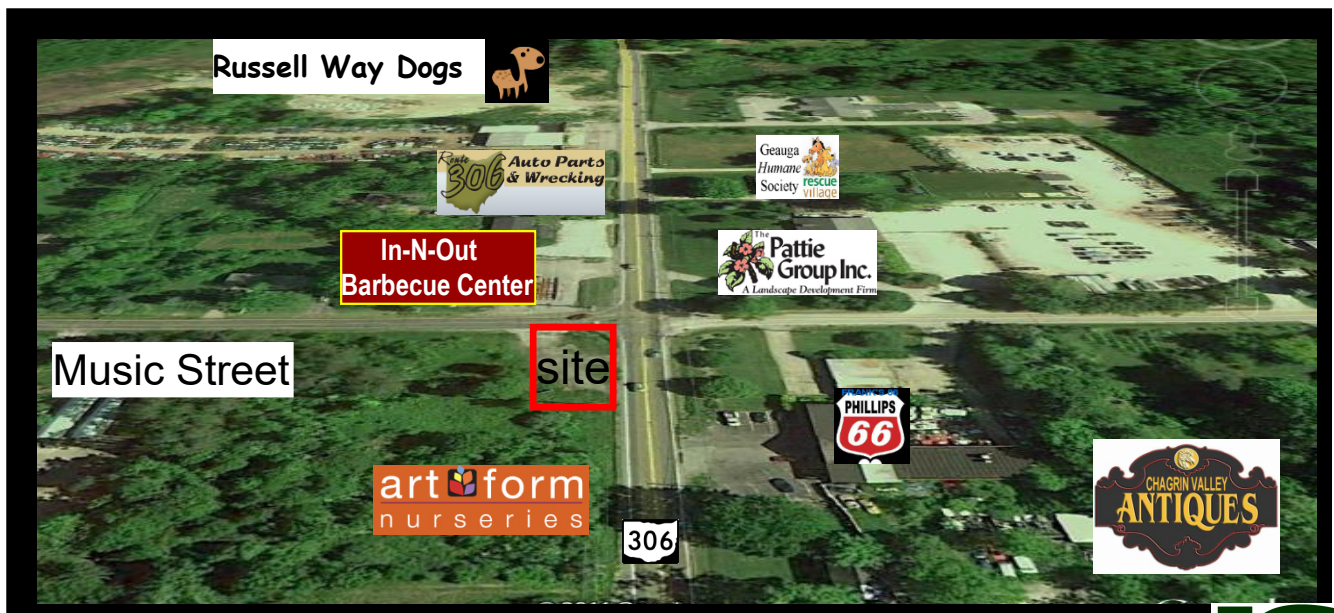 Russell Way Dogs
Route
306
Auto Parts
& Wrecking
Geauga
Humane
Society
rescue
village
In-N-Out
Barbecue Center
The
Pattie
Group Inc.
A Landscape Development Firm
Music Street
site
PHILLIPS
66
art form
nurseries
306
CHAGRIN VALLEY
ANTIQUES